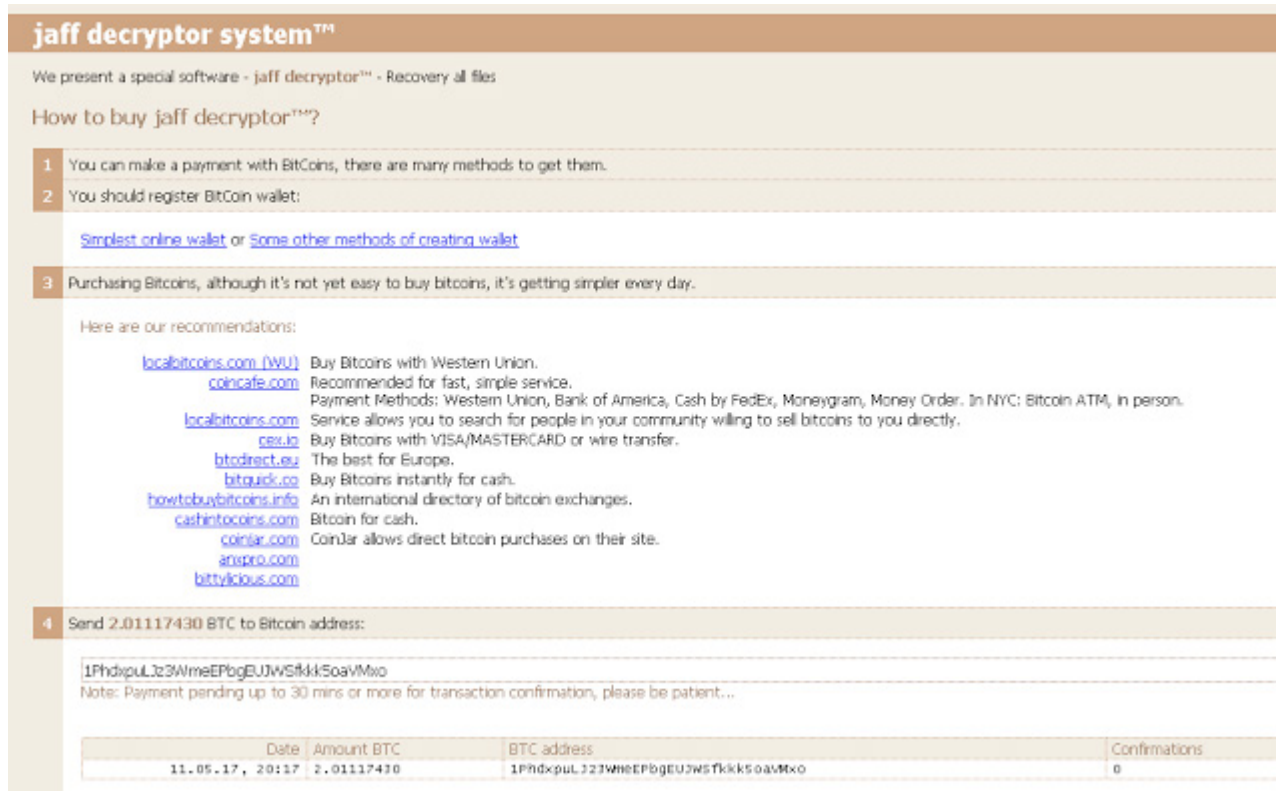 jaff decryptor system™
We present a special software - jaff decryptor™ - Recovery all files
How to buy jaff decryptor™?
1 You can make a payment with BitCoins, there are many methods to get them.
2 You should register BitCoin wallet:
Simplest online wallet or Some other methods of creating wallet
3 Purchasing Bitcoins, although it's not yet easy to buy bitcoins, it's getting simpler every day.
Here are our recommendations:
localbitcoins.com (WU) Buy Bitcoins with Western Union.
coincafe.com Recommended for fast, simple service.
Payment Methods: Western Union, Bank of America, Cash by FedEx, Moneygram, Money Order. In NYC: Bitcoin ATM, in person.
localbitcoins.com Service allows you to search for people in your community willing to sell bitcoins to you directly.
cex.io Buy Bitcoins with VISA/MASTERCARD or wire transfer.
btcdirect.eu The best for Europe.
bitquick.co Buy Bitcoins instantly for cash.
howtobuybitcoins.info An international directory of bitcoin exchanges.
cashintocoins.com Bitcoin for cash.
coinjar.com CoinJar allows direct bitcoin purchases on their site.
anxpro.com
bittylicious.com
4 Send 2.01117430 BTC to Bitcoin address:
Note: Payment pending up to 30 mins or more for transaction confirmation, please be patient...
Date Amount BTC BTC address Confirmations
11.05.17, 20:17 2.01117430 0